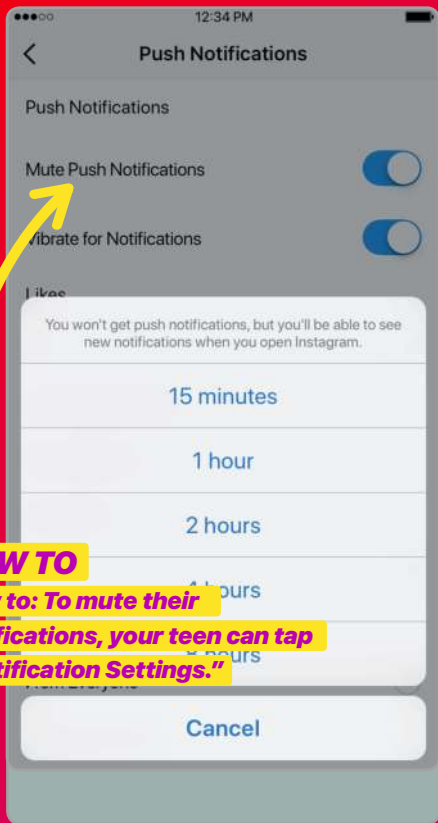 12:34 PM
Push Notifications
Push Notifications
Mute Push Notifications
Vibrate for Notifications
Likes
You won't get push notifications, but you'll be able to see
new notifications when you open Instagram.
15 minutes
1 hour
2 hours
hours
W TO
to: To mute their
fications, your teen can tap
tification Settings.”
Cancel